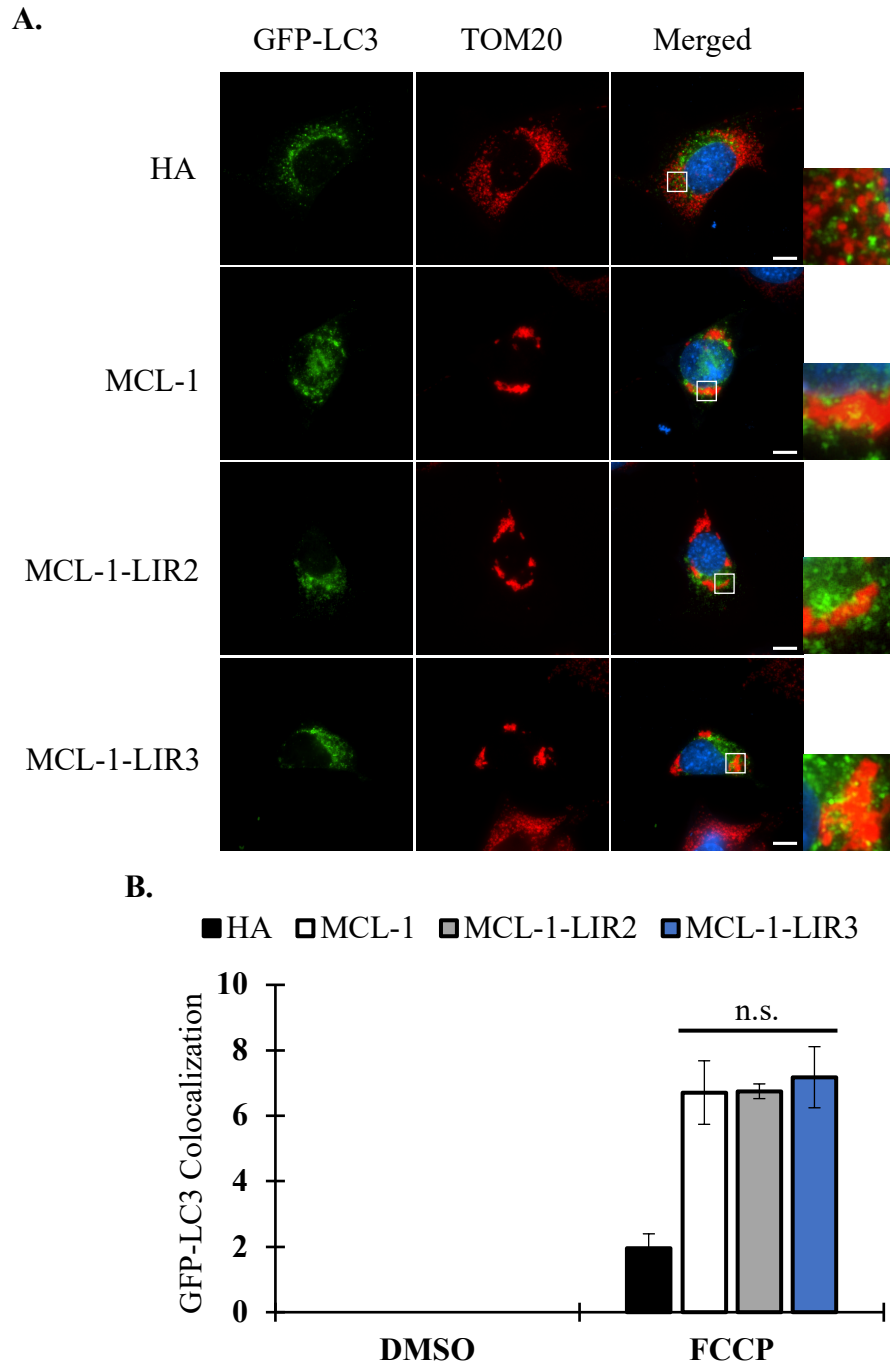 A.
GFP-LC3 TOM20 Merged
HA
MCL-1
MCL-1-LIR2
MCL-1-LIR3
B.
HA MCL-1 MCL-1-LIR2 MCL-1-LIR3
n.s.
10
8
6
4
2
0
GFP-LC3 Colocalization
DMSO FCCP